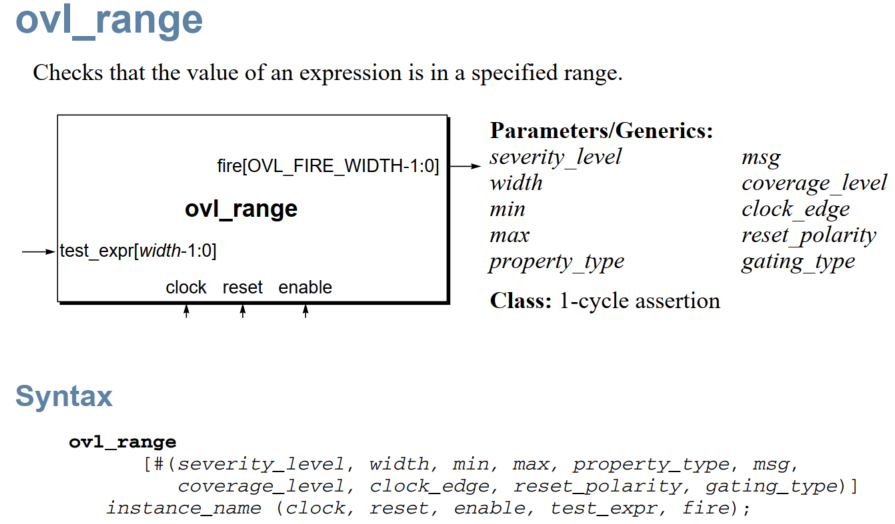 ovl_range
Checks that the value of an expression is in a specified range.
fire[OVL_FIRE_WIDTH-1:0]
ovl_range
test_expr[width-1:0]
clock reset enable
Parameters/Generics:
severity_level msg
width coverage_level
min clock_edge
max reset_polarity
property_type gating_type
Class: 1-cycle assertion
Syntax
ovl_range
[#(severity_level, width, min, max, property_type, msg,
coverage_level, clock_edge, reset_polarity, gating_type)]
instance_name (clock, reset, enable, test_expr, fire);